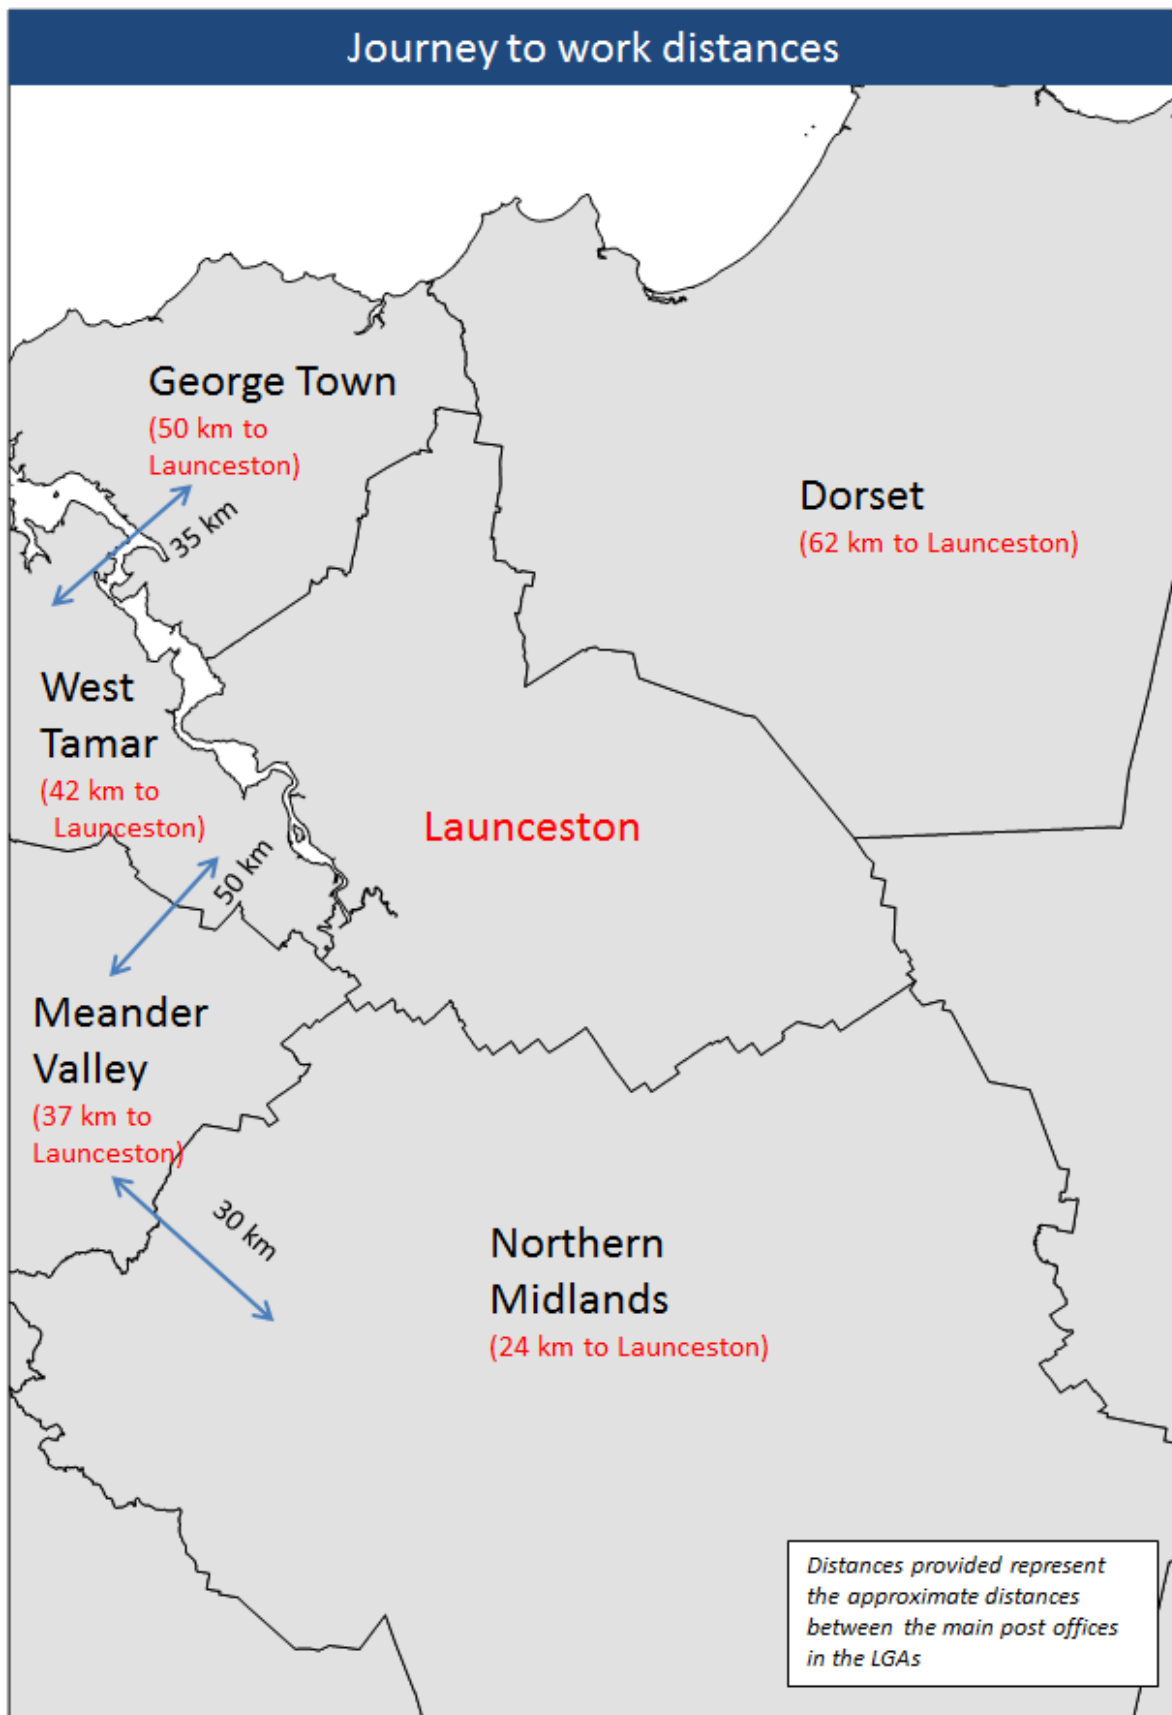 Journey to work distances
George Town
(50 km to
Launceston)
35 km
Dorset
(62 km to Launceston)
West
Tamar
(42 km to
Launceston)
Launceston
50 km
Meander
Valley
(37 km to
Launceston)
30 km
Northern
Midlands
(24 km to Launceston)
Distances provided represent
the approximate distances
between the main post offices
in the LGAs